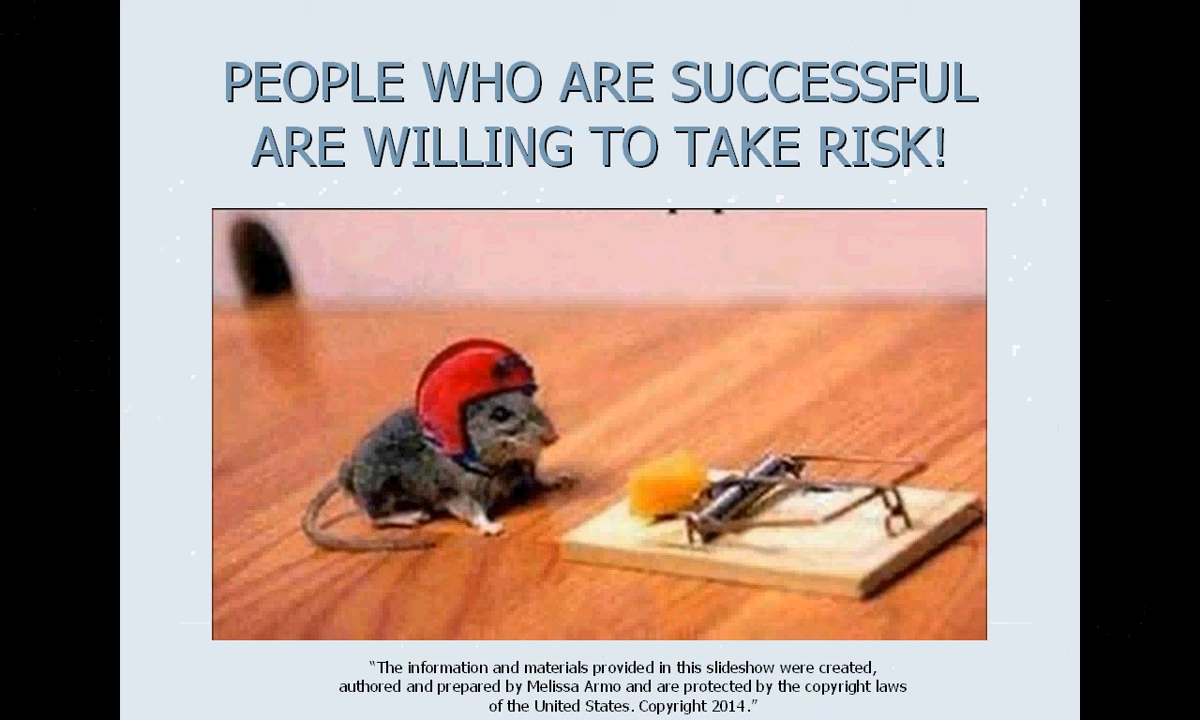 PEOPLE WHO ARE SUCCESSFUL
ARE WILLING TO TAKE RISK!
“The information and materials provided in this slideshow were created,
authored and prepared by Melissa Armo and are protected by the copyright laws
of the United States. Copyright 2014.”